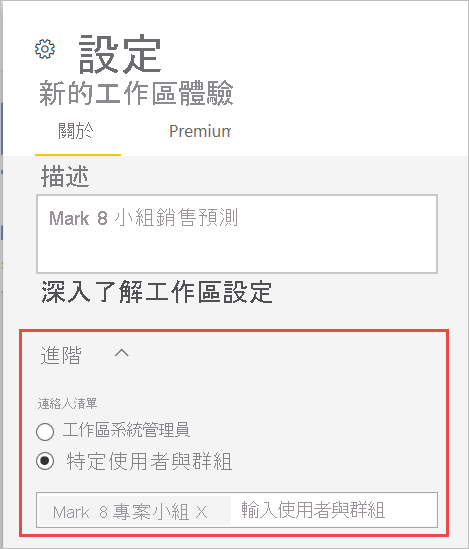 設定
新的工作區體驗
關於 Premium
描述
Mark 8 小組銷售預測
深入了解工作區設定
進階
連絡人清單
工作區系統管理員
特定使用者與群組
Mark 8 專案小組 X 輸入使用者與群組